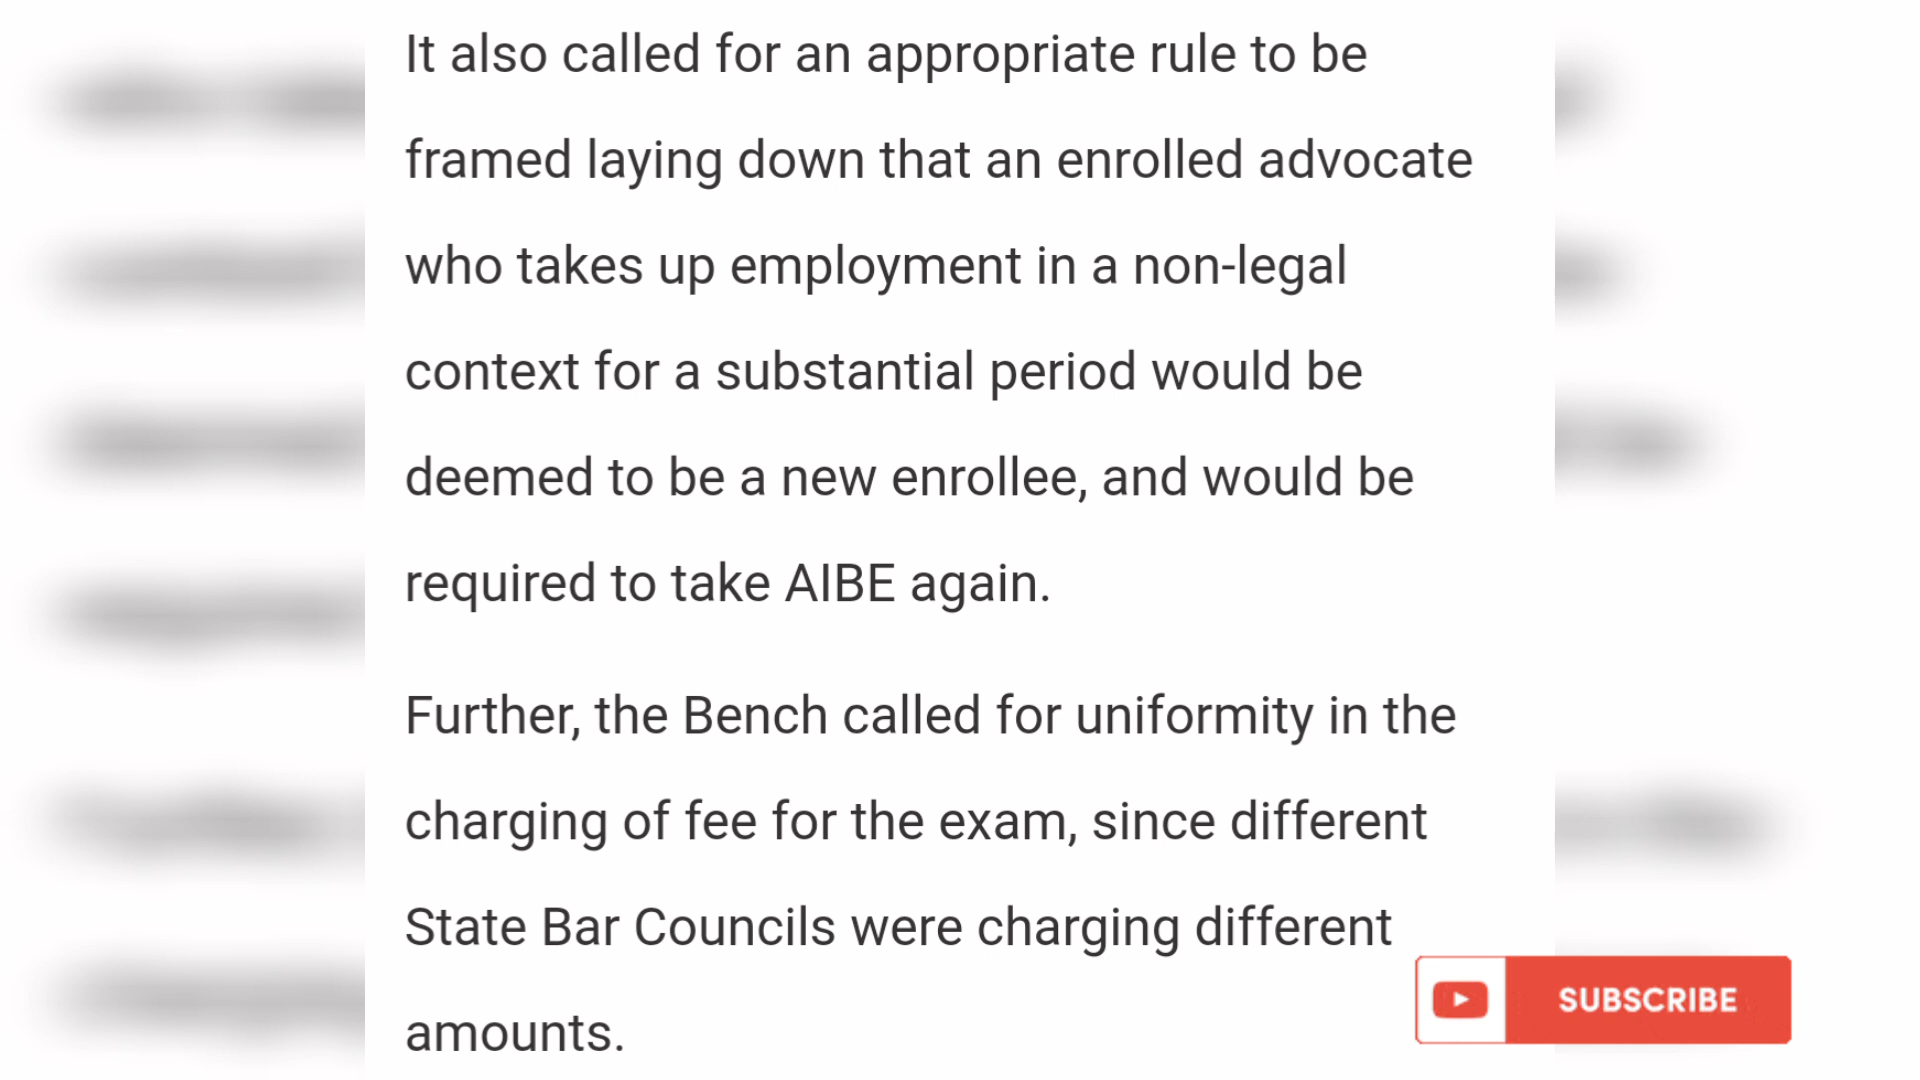 It also called for an appropriate rule to be
framed laying down that an enrolled advocate
who takes up employment in a non-legal
context for a substantial period would be
deemed to be a new enrollee, and would be
required to take AIBE again.
Further, the Bench called for uniformity in the
charging of fee for the exam, since different
State Bar Councils were charging different
amounts.
SUBSCRIBE